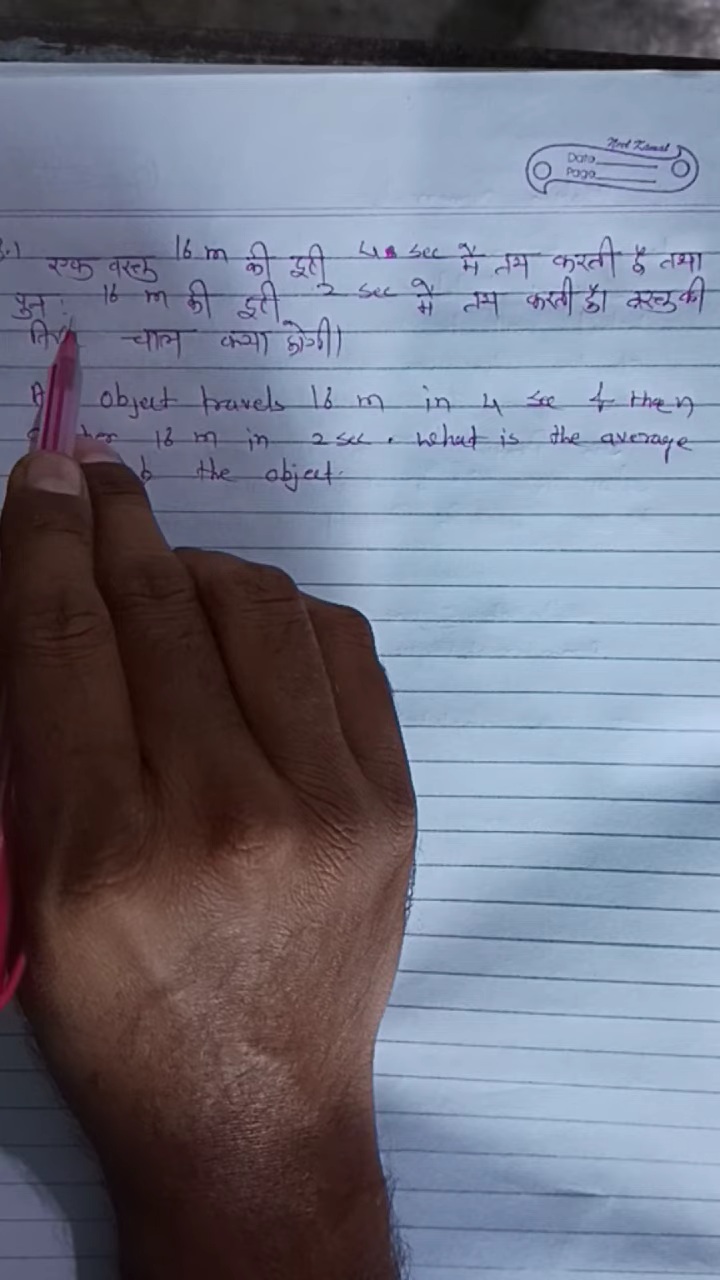 Neel Kamal
Date
Page
.1 एक वस्तु 16 m की दूरी 4 sec में तय करती है तथा
पुनः 16 m की दूरी 2 sec में तय करती है। वस्तु की
चाल क्या होगी।
object travels 16 m in 4 sec & then
16 m in 2 sec. What is the average
the object.